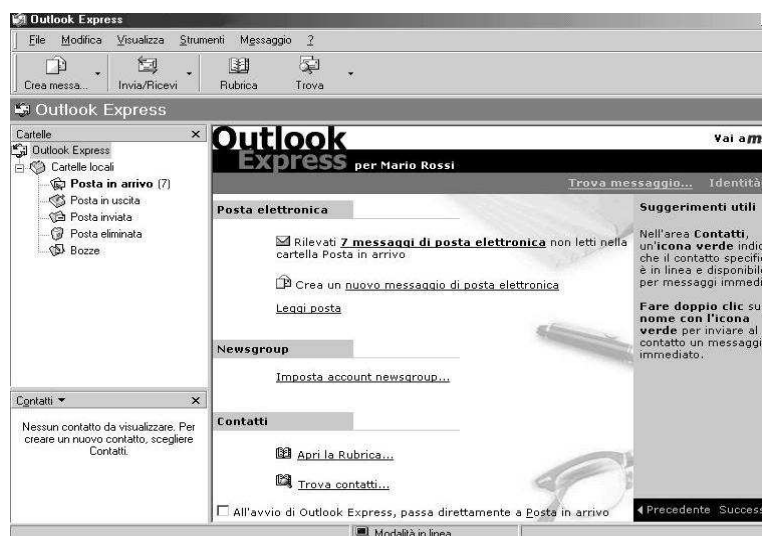 Outlook Express
File Modifica Visualizza Strumenti Messaggio ?
Crea messa... Invia/Ricevi Rubrica Trova
Outlook Express
Cartelle
Outlook Express
Cartelle locali
Posta in arrivo (7)
Posta in uscita
Posta inviata
Posta eliminata
Bozze
Contatti
Nessun contatto da visualizzare. Per
creare un nuovo contatto, scegliere
Contatti.
Outlook
Express per Mario Rossi
Vai a m
Trova messaggio... Identità
Posta elettronica
Rilevati 7 messaggi di posta elettronica non letti nella
cartella Posta in arrivo
Crea un nuovo messaggio di posta elettronica
Leggi posta
Newsgroup
Imposta account newsgroup...
Contatti
Apri la Rubrica...
Trova contatti...
All'avvio di Outlook Express, passa direttamente a Posta in arrivo
Suggerimenti utili
Nell'area Contatti,
un'icona verde indic
che il contatto specifi
è in linea e disponibil
per messaggi immedi
Fare doppio clic su
nome con l'icona
verde per inviare al
contatto un messaggi
immediato.
Precedente Success
Modalità in linea